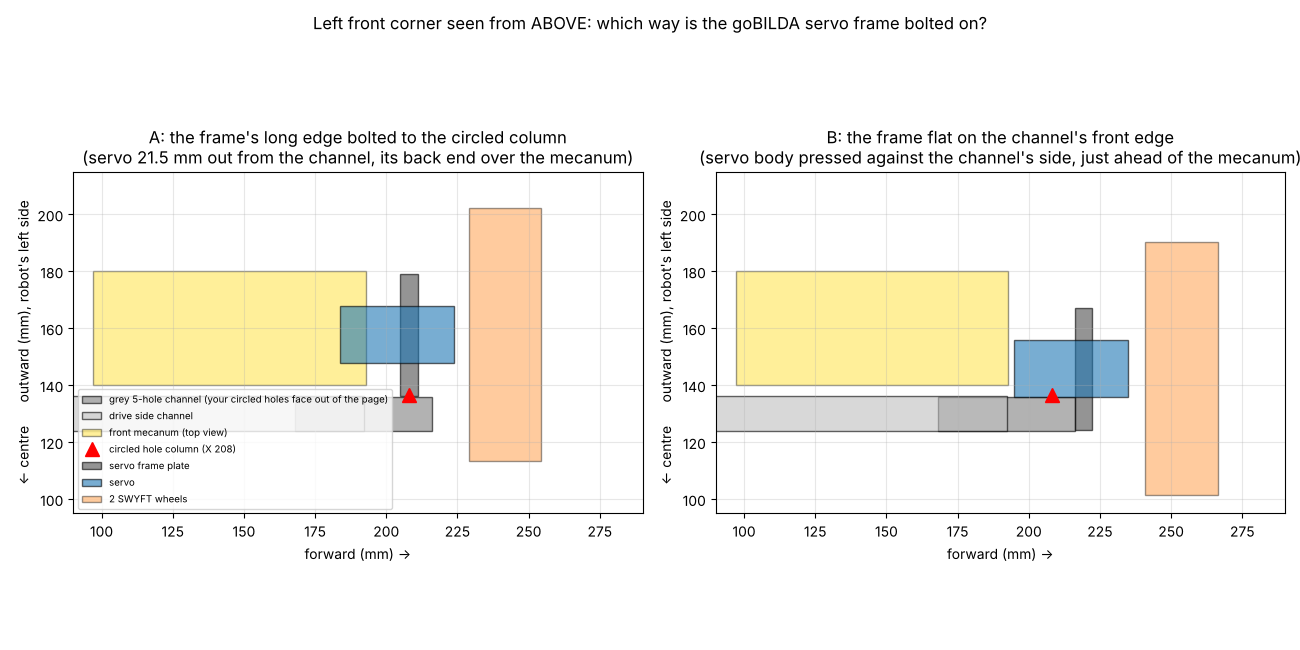 Left front corner seen from ABOVE: which way is the goBILDA servo frame bolted on?
A: the frame's long edge bolted to the circled column
(servo 21.5 mm out from the channel, its back end over the mecanum)
← centre    outward (mm), robot's left side
200
180
160
140
120
100
grey 5-hole channel (your circled holes face out of the page)
drive side channel
front mecanum (top view)
circled hole column (X 208)
servo frame plate
servo
2 SWYFT wheels
100 125 150 175 200 225 250 275
forward (mm) →
B: the frame flat on the channel's front edge
(servo body pressed against the channel's side, just ahead of the mecanum)
← centre    outward (mm), robot's left side
200
180
160
140
120
100
100 125 150 175 200 225 250 275
forward (mm) →